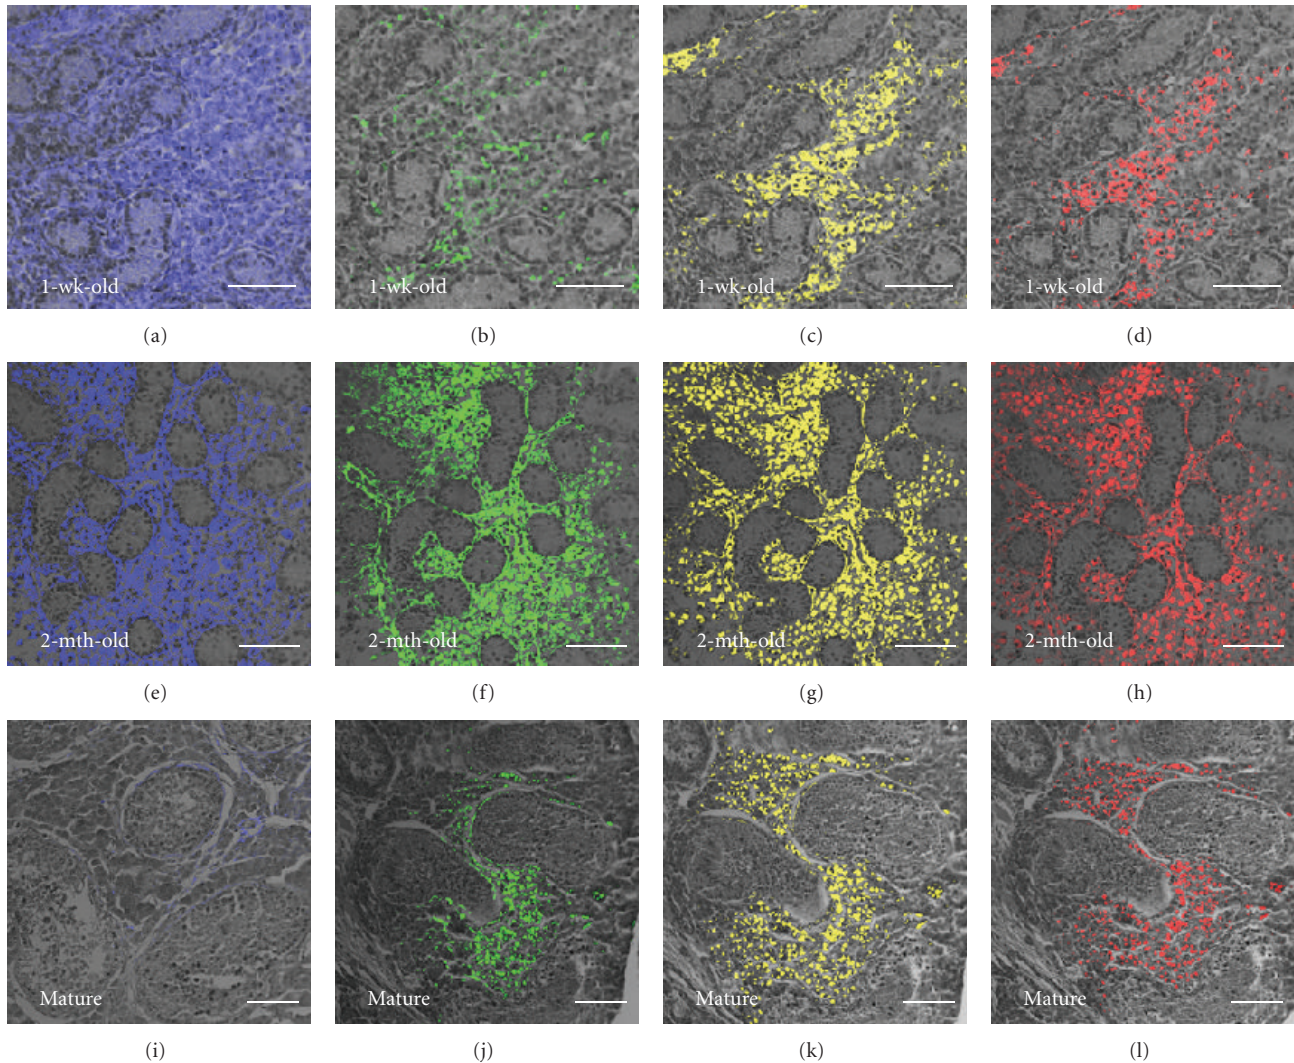 1-wk-old 1-wk-old 1-wk-old 1-wk-old
(a) (b) (c) (d)
2-mth-old 2-mth-old 2-mth-old 2-mth-old
(e) (f) (g) (h)
Mature Mature Mature Mature
(i) (j) (k) (l)